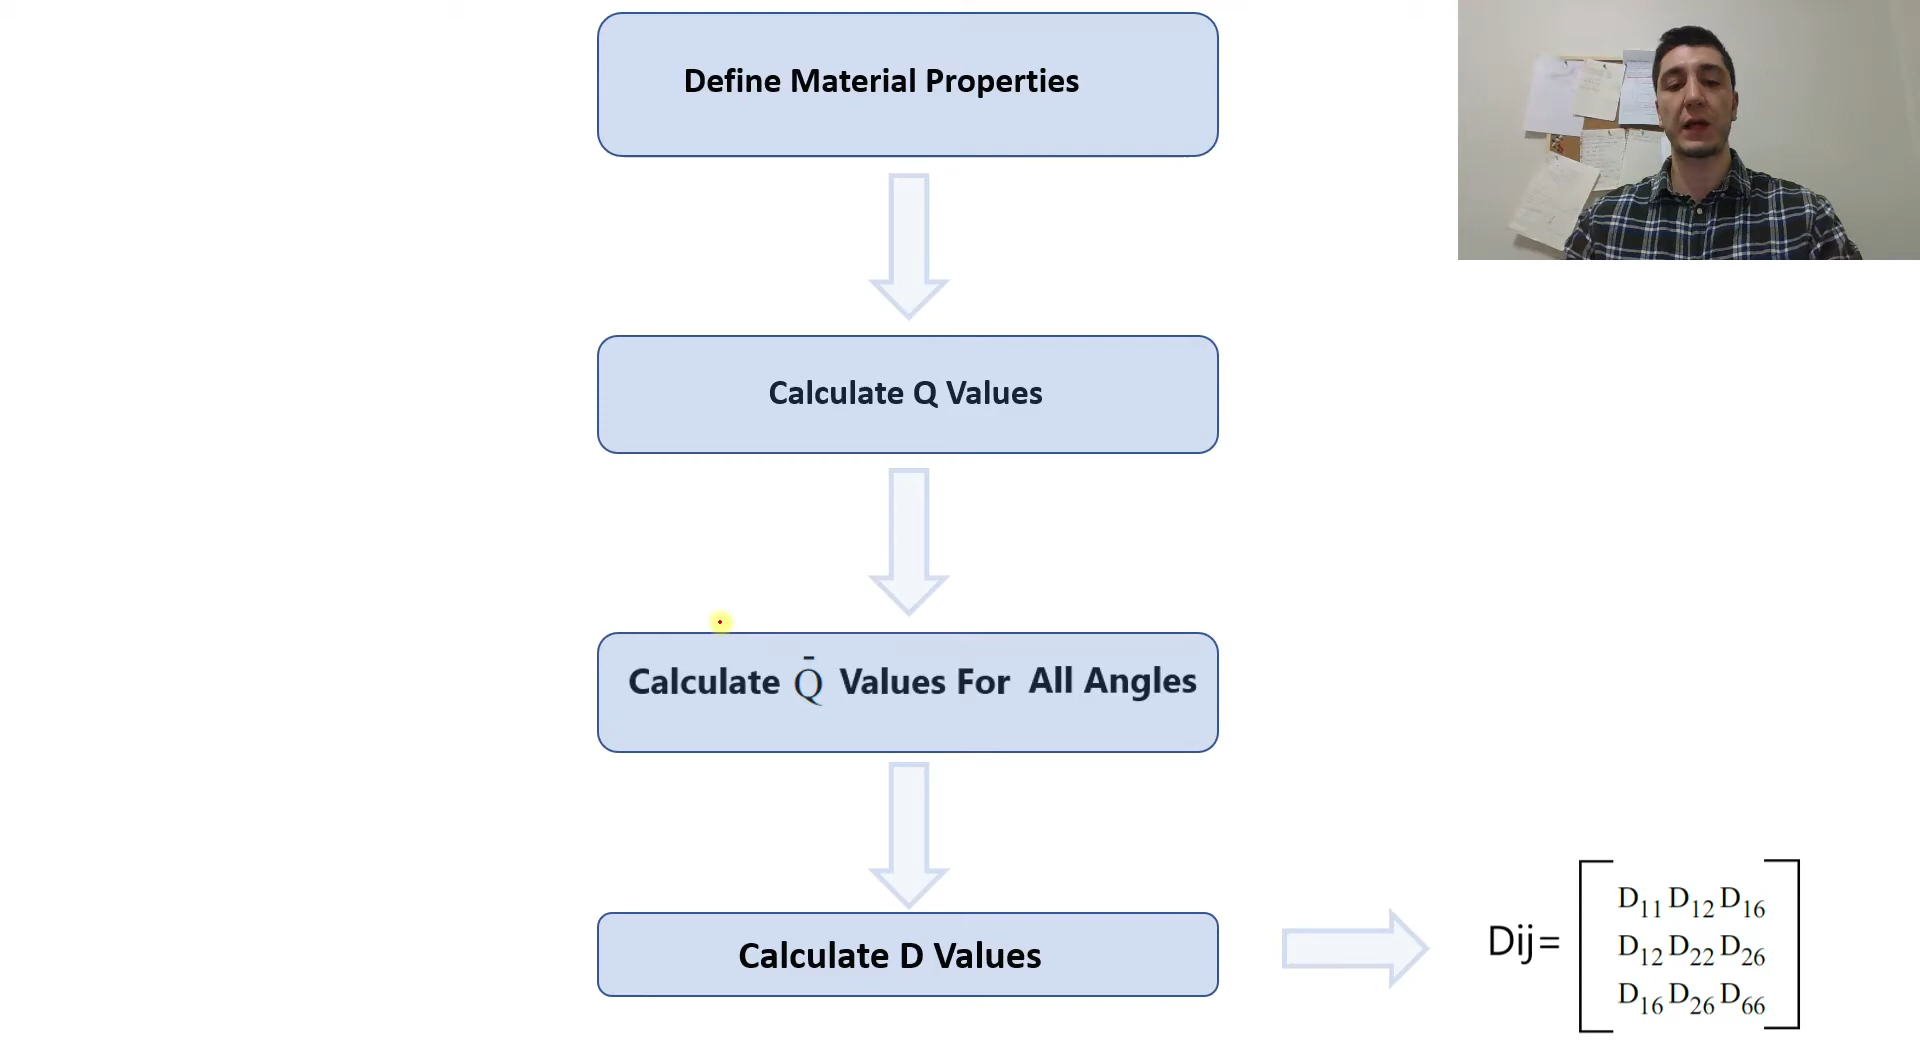 Define Material Properties
Calculate Q Values
Calculate Q̄ Values For All Angles
Calculate D Values
Dij=
D₁₁ D₁₂ D₁₆
D₁₂ D₂₂ D₂₆
D₁₆ D₂₆ D₆₆